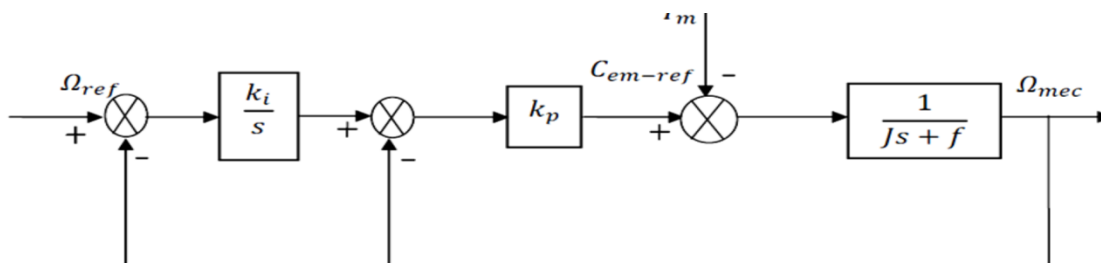 Ω_ref
+
-
k_i
s
+
-
k_p
C_em-ref
-
+
1
Js + f
Ω_mec